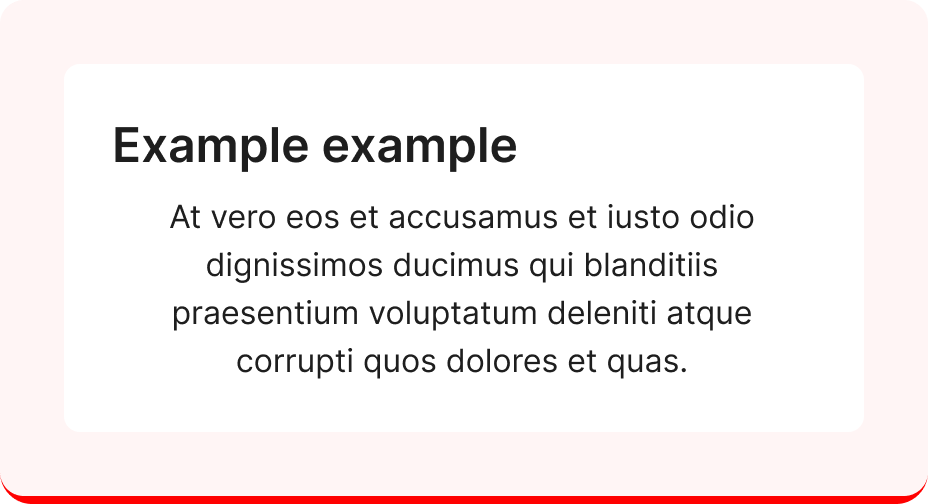 Example example
At vero eos et accusamus et iusto odio
dignissimos ducimus qui blanditiis
praesentium voluptatum deleniti atque
corrupti quos dolores et quas.